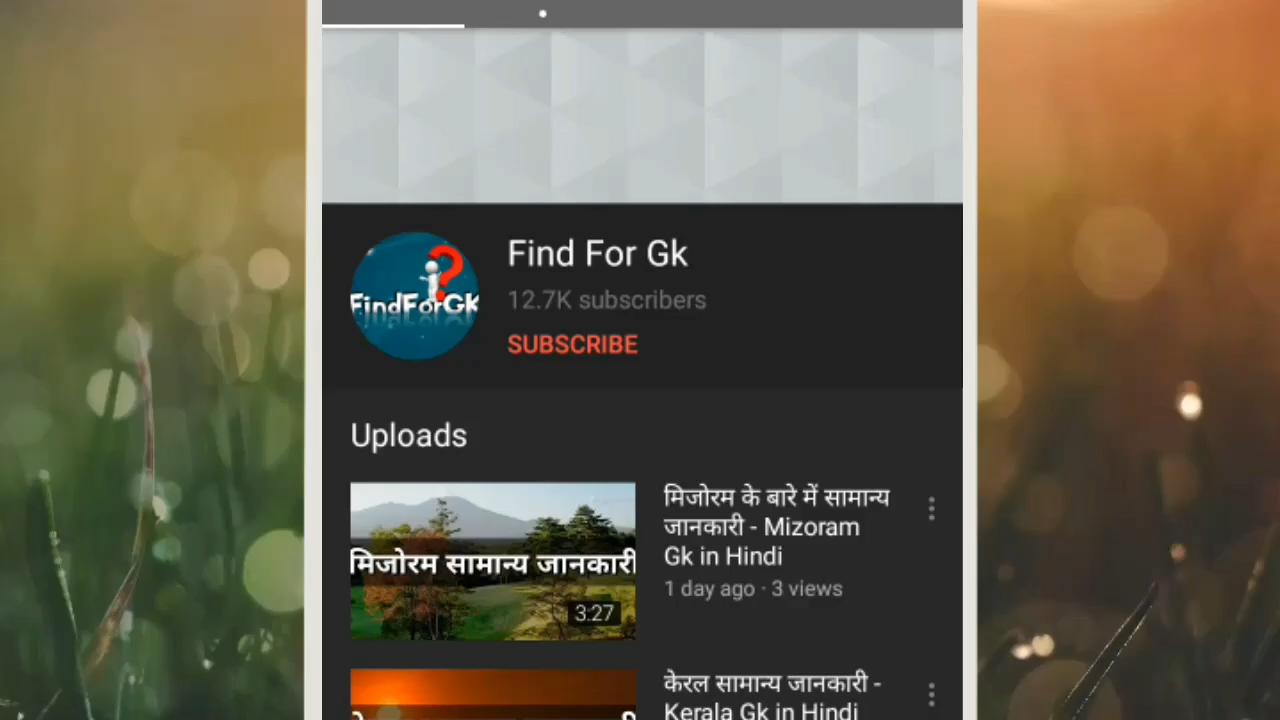 Find For Gk
12.7K subscribers
SUBSCRIBE
FindForGK
?
Uploads
मिजोरम के बारे में सामान्य
जानकारी - Mizoram
Gk in Hindi
1 day ago · 3 views
मिजोरम सामान्य जानकारी
3:27
केरल सामान्य जानकारी -
Kerala Gk in Hindi